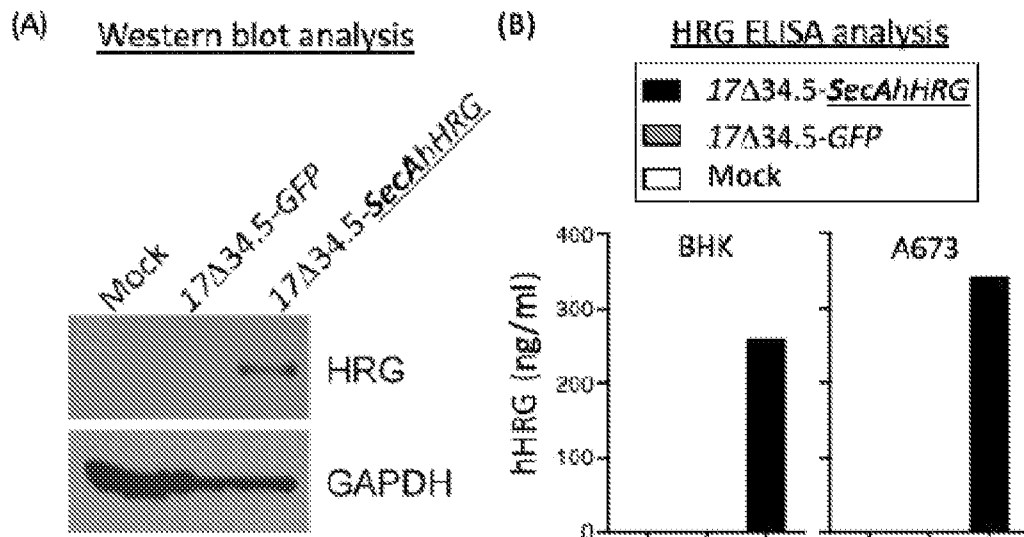 (A) Western blot analysis
Mock
17Δ34.5-GFP
17Δ34.5-SecAhHRG
HRG
GAPDH
(B) HRG ELISA analysis
17Δ34.5-SecAhHRG
17Δ34.5-GFP
Mock
hHRG (ng/ml)
400
300
200
100
0
BHK
A673